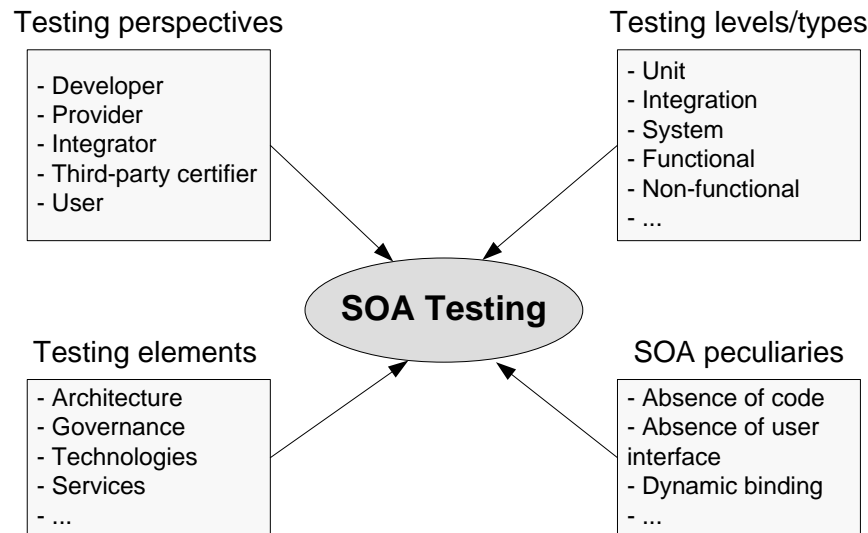 Testing perspectives
- Developer
- Provider
- Integrator
- Third-party certifier
- User
Testing levels/types
- Unit
- Integration
- System
- Functional
- Non-functional
- ...
SOA Testing
Testing elements
- Architecture
- Governance
- Technologies
- Services
- ...
SOA peculiaries
- Absence of code
- Absence of user
interface
- Dynamic binding
- ...